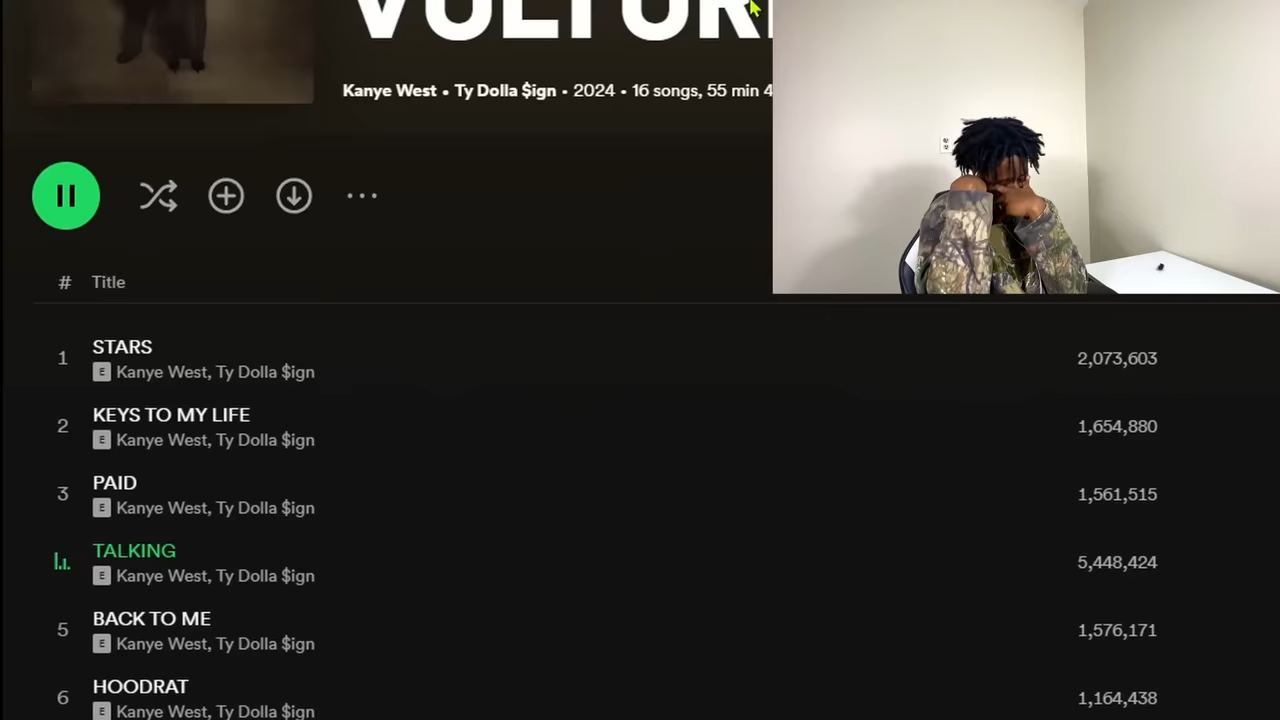 VULTUR
Kanye West • Ty Dolla $ign • 2024 • 16 songs, 55 min 4
# Title
1 STARS 2,073,603
E Kanye West, Ty Dolla $ign
2 KEYS TO MY LIFE 1,654,880
E Kanye West, Ty Dolla $ign
3 PAID 1,561,515
E Kanye West, Ty Dolla $ign
TALKING 5,448,424
E Kanye West, Ty Dolla $ign
5 BACK TO ME 1,576,171
E Kanye West, Ty Dolla $ign
6 HOODRAT 1,164,438
E Kanye West, Ty Dolla $ign